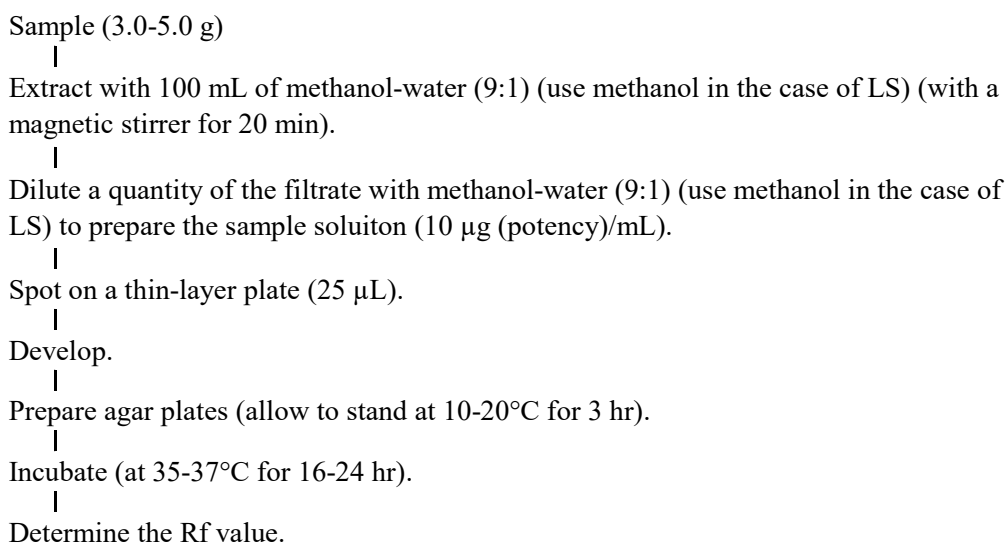 Sample (3.0-5.0 g)
Extract with 100 mL of methanol-water (9:1) (use methanol in the case of LS) (with a
magnetic stirrer for 20 min).
Dilute a quantity of the filtrate with methanol-water (9:1) (use methanol in the case of
LS) to prepare the sample soluiton (10 µg (potency)/mL).
Spot on a thin-layer plate (25 µL).
Develop.
Prepare agar plates (allow to stand at 10-20°C for 3 hr).
Incubate (at 35-37°C for 16-24 hr).
Determine the Rf value.